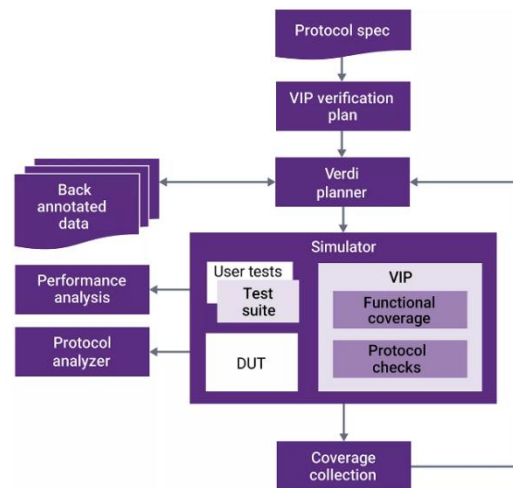 Protocol spec
VIP verification
plan
Verdi
planner
Back
annotated
data
Simulator
User tests
Test
suite
VIP
Functional
coverage
Performance
analysis
Protocol
analyzer
DUT
Protocol
checks
Coverage
collection